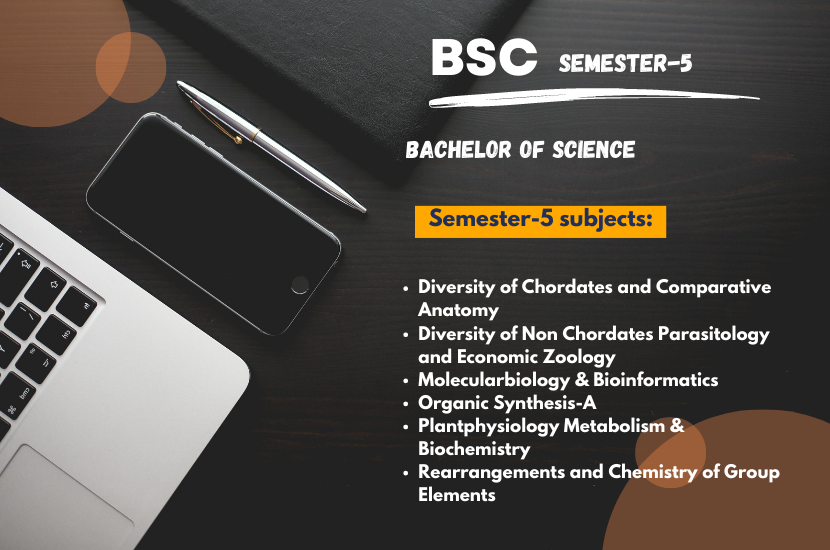 BSC SEMESTER-5
BACHELOR OF SCIENCE
Semester-5 subjects:
• Diversity of Chordates and Comparative
Anatomy
• Diversity of Non Chordates Parasitology
and Economic Zoology
• Molecularbiology & Bioinformatics
• Organic Synthesis-A
• Plantphysiology Metabolism &
Biochemistry
• Rearrangements and Chemistry of Group
Elements